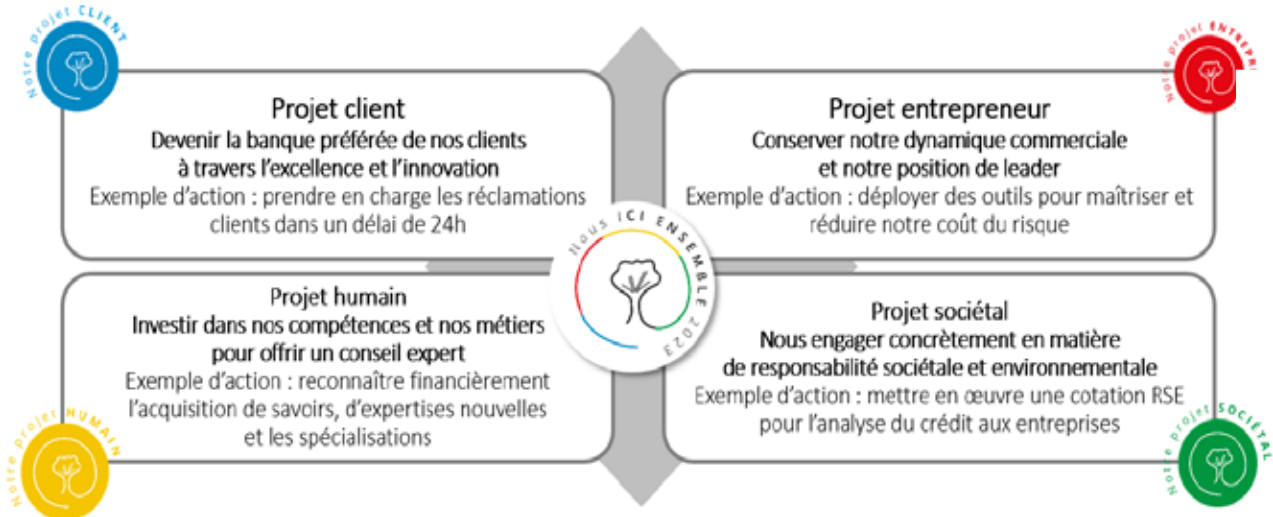 Notre projet CLIENT
Projet client
Devenir la banque préférée de nos clients
à travers l'excellence et l'innovation
Exemple d'action : prendre en charge les réclamations
clients dans un délai de 24h
Notre projet ENTREPR
Projet entrepreneur
Conserver notre dynamique commerciale
et notre position de leader
Exemple d'action : déployer des outils pour maîtriser et
réduire notre coût du risque
Nous ICI ENSEMBLE 2023
Projet humain
Investir dans nos compétences et nos métiers
pour offrir un conseil expert
Exemple d'action : reconnaître financièrement
l'acquisition de savoirs, d'expertises nouvelles
et les spécialisations
Notre projet HUMAIN
Projet sociétal
Nous engager concrètement en matière
de responsabilité sociétale et environnementale
Exemple d'action : mettre en œuvre une cotation RSE
pour l'analyse du crédit aux entreprises
Notre projet SOCIÉTAL